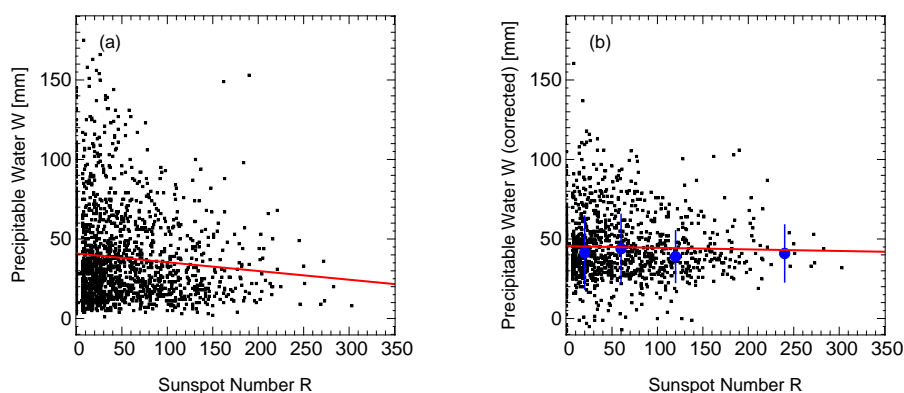 (a)
Precipitable Water W [mm]
150
100
50
0
0 50 100 150 200 250 300 350
Sunspot Number R
(b)
Precipitable Water W (corrected) [mm]
150
100
50
0
0 50 100 150 200 250 300 350
Sunspot Number R